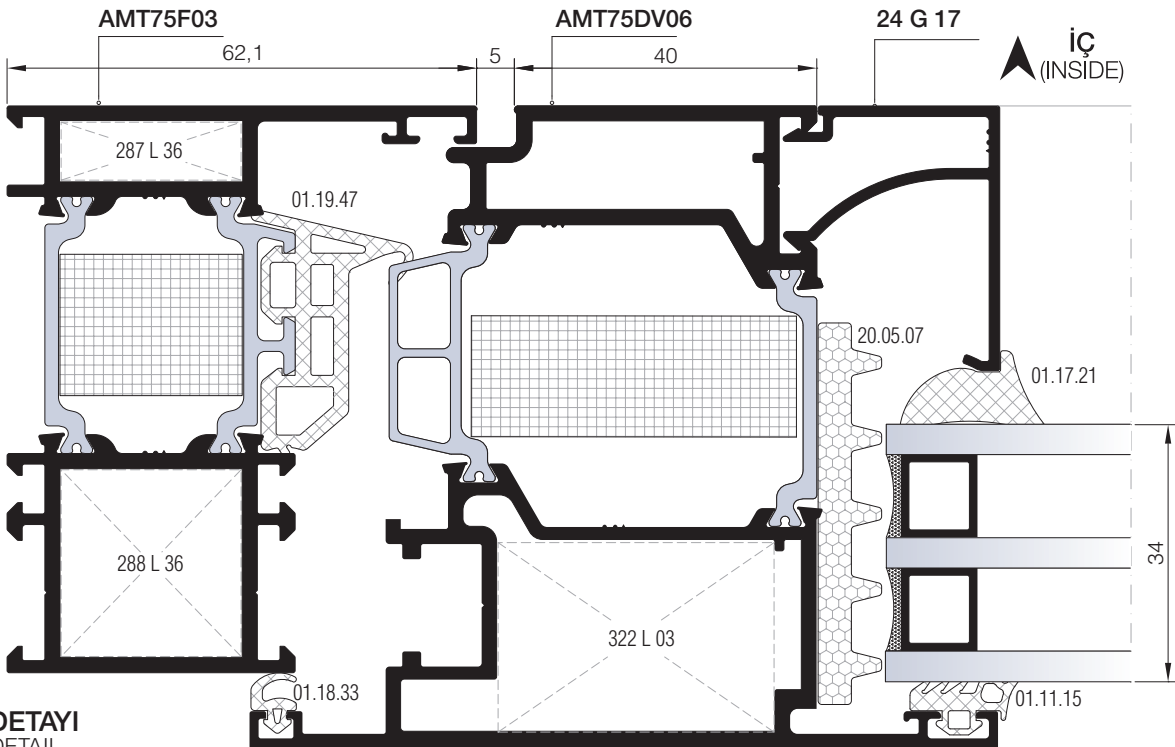 AMT75F03
AMT75DV06
24 G 17
62,1
5
40
İÇ
(INSIDE)
287 L 36
01.19.47
20.05.07
01.17.21
34
288 L 36
322 L 03
01.18.33
01.11.15
DETAYI
DETAIL